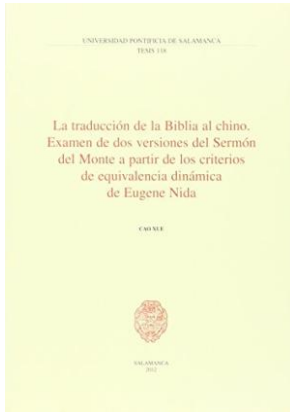 UNIVERSIDAD PONTIFICIA DE SALAMANCA
TESIS 338
La traducción de la Biblia al chino.
Examen de dos versiones del Sermón
del Monte a partir de los criterios
de equivalencia dinámica
de Eugene Nida
CAO XUE
SALAMANCA
2012